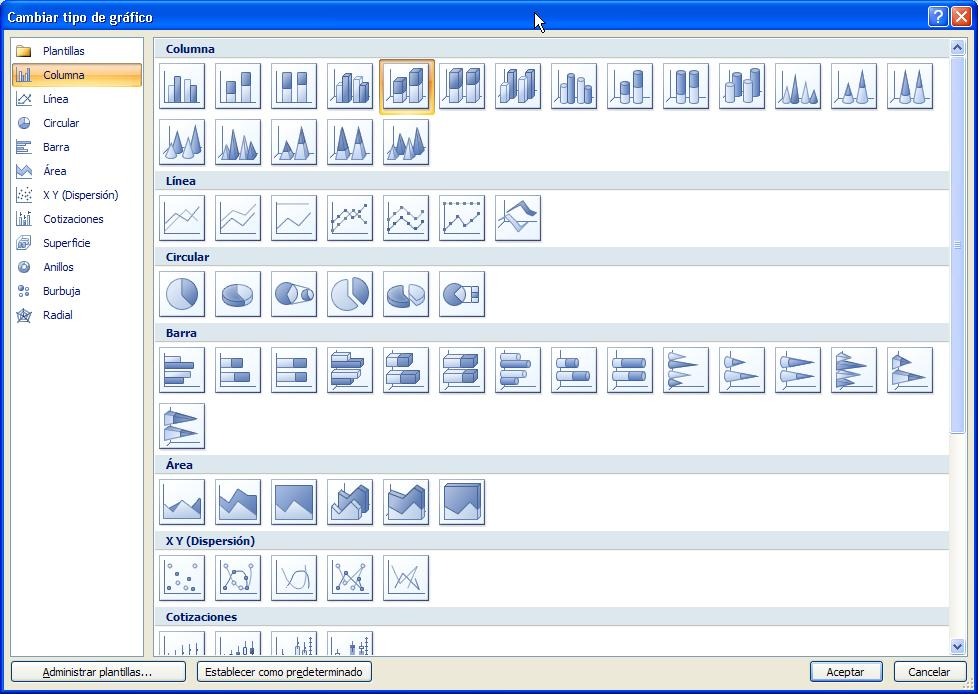 Cambiar tipo de gráfico
Plantillas
Columna
Línea
Circular
Barra
Área
X Y (Dispersión)
Cotizaciones
Superficie
Anillos
Burbuja
Radial
Columna
Línea
Circular
Barra
Área
X Y (Dispersión)
Cotizaciones
Administrar plantillas...
Establecer como predeterminado
Aceptar
Cancelar